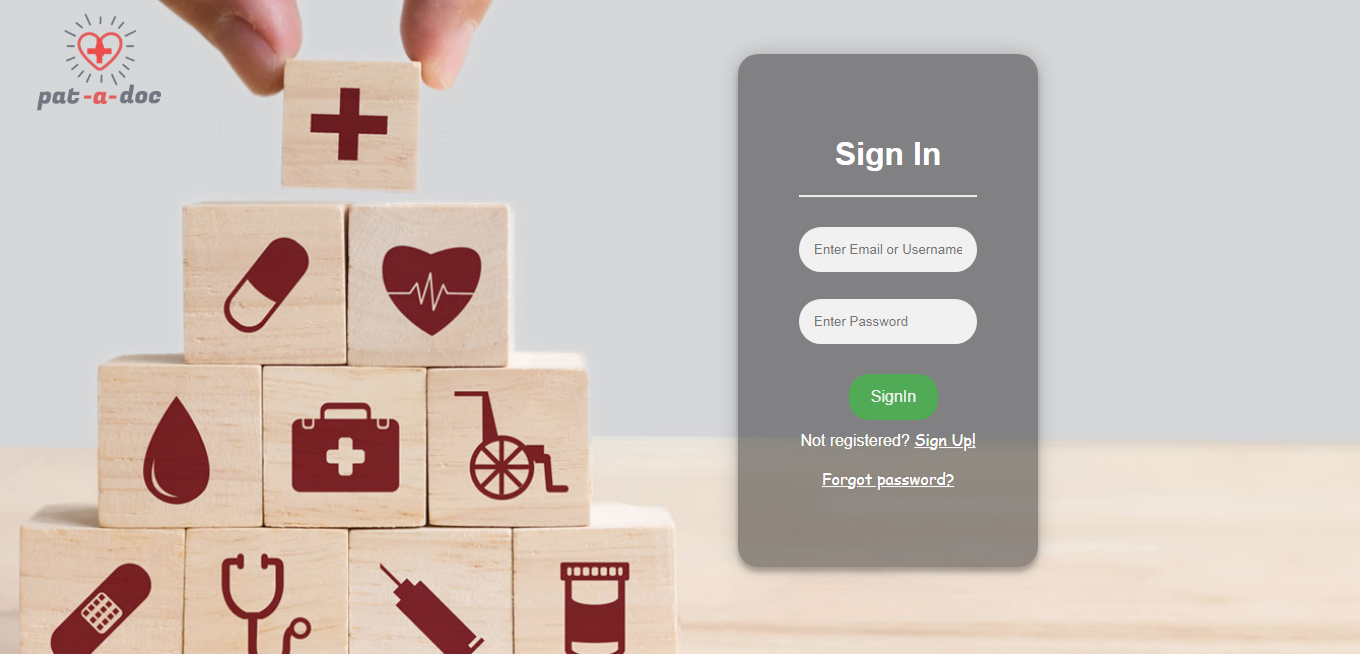 pat -a- doc
Sign In
Enter Email or Username
Enter Password
SignIn
Not registered? Sign Up!
Forgot password?